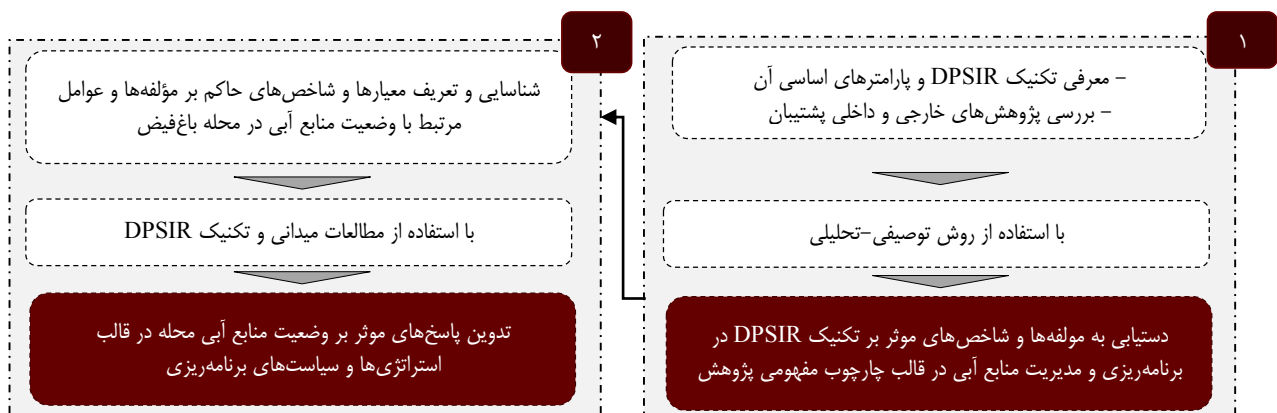 ۱
- معرفی تکنیک DPSIR و پارامترهای اساسی آن
- بررسی پژوهش‌های خارجی و داخلی پشتیبان
با استفاده از روش توصیفی-تحلیلی
دستیابی به مولفه‌ها و شاخص‌های موثر بر تکنیک DPSIR در
برنامه‌ریزی و مدیریت منابع آبی در قالب چارچوب مفهومی پژوهش
۲
شناسایی و تعریف معیارها و شاخص‌های حاکم بر مؤلفه‌ها و عوامل
مرتبط با وضعیت منابع آبی در محله باغ‌فیض
با استفاده از مطالعات میدانی و تکنیک DPSIR
تدوین پاسخ‌های موثر بر وضعیت منابع آبی محله در قالب
استراتژی‌ها و سیاست‌های برنامه‌ریزی